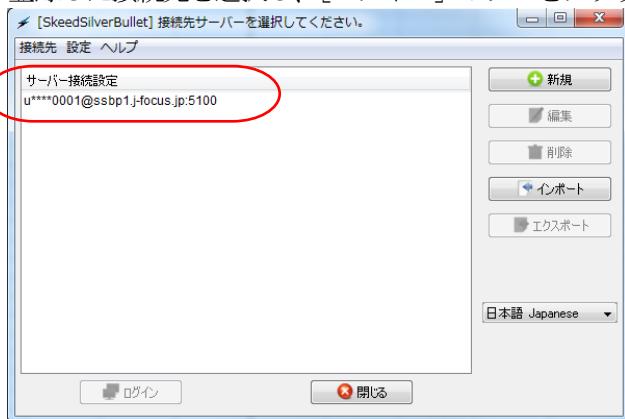 [SkeedSilverBullet] 接続先サーバーを選択してください。
接続先 設定 ヘルプ
サーバー接続設定
u****0001@ssbp1.j-focus.jp:5100
新規
編集
削除
インポート
エクスポート
日本語 Japanese
ログイン
閉じる